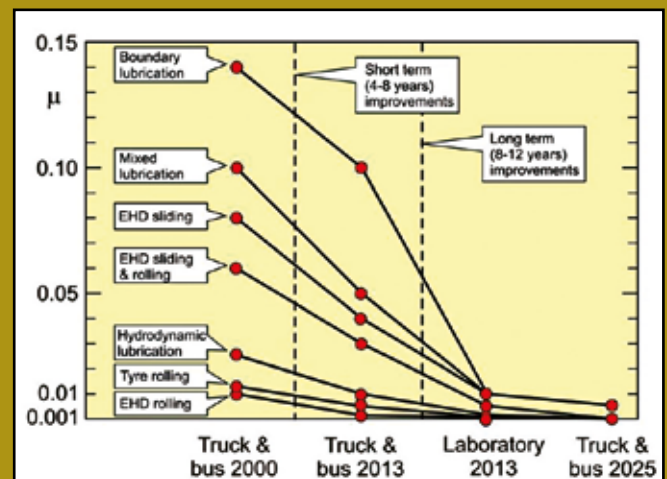 0.15
μ
0.10
0.05
0.01
0.001
Boundary
lubrication
Mixed
lubrication
EHD sliding
EHD sliding
& rolling
Hydrodynamic
lubrication
Tyre rolling
EHD rolling
Short term
(4-8 years)
improvements
Long term
(8-12 years)
improvements
Truck &
bus 2000
Truck &
bus 2013
Laboratory
2013
Truck &
bus 2025